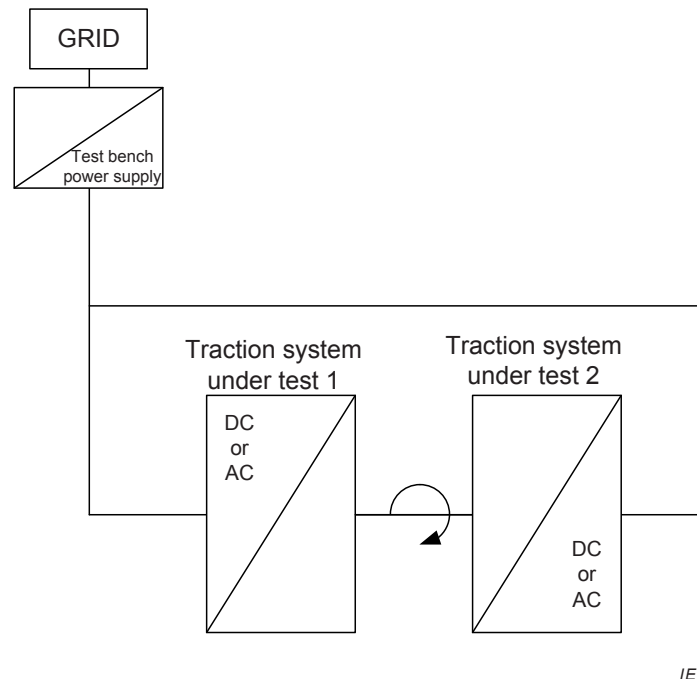 GRID
Test bench
power supply
Traction system
under test 1
Traction system
under test 2
DC
or
AC
DC
or
AC
IE